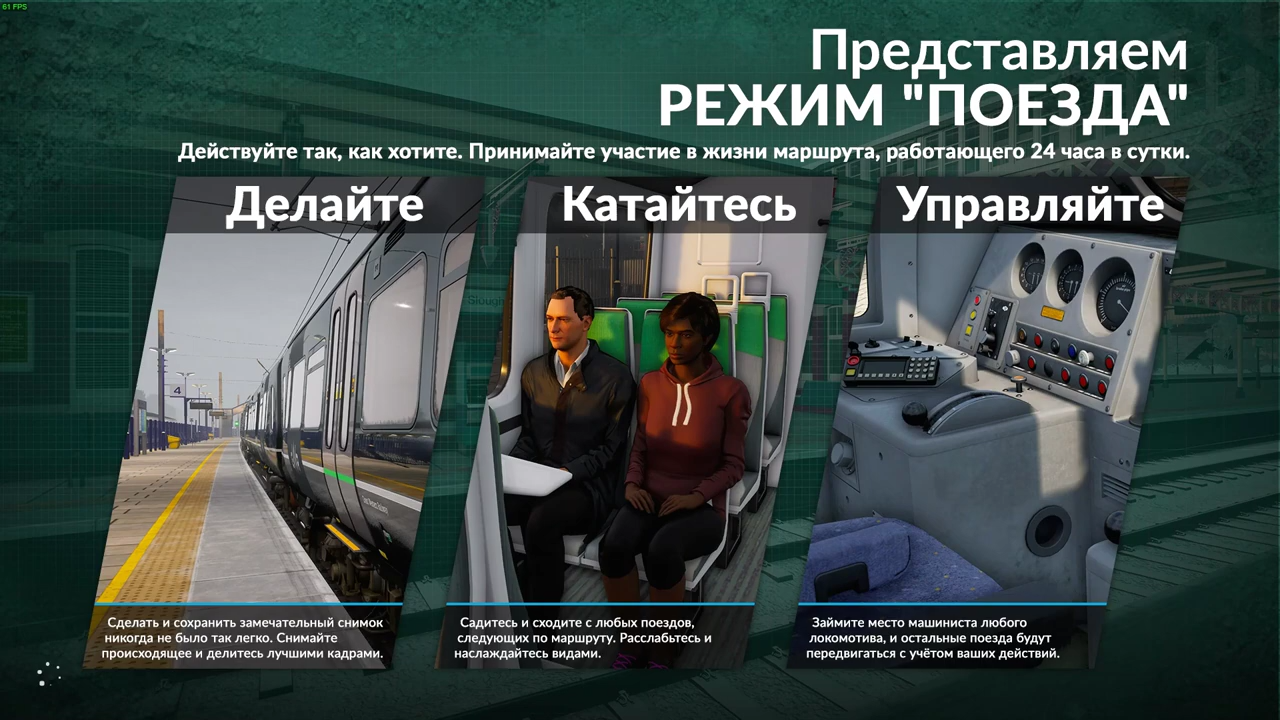 61 FPS
Представляем
РЕЖИМ "ПОЕЗДА"
Действуйте так, как хотите. Принимайте участие в жизни маршрута, работающего 24 часа в сутки.
Делайте
Катайтесь
Управляйте
Slough
4
Сделать и сохранить замечательный снимок
никогда не было так легко. Снимайте
происходящее и делитесь лучшими кадрами.
Садитесь и сходите с любых поездов,
следующих по маршруту. Расслабьтесь и
наслаждайтесь видами.
Займите место машиниста любого
локомотива, и остальные поезда будут
передвигаться с учётом ваших действий.